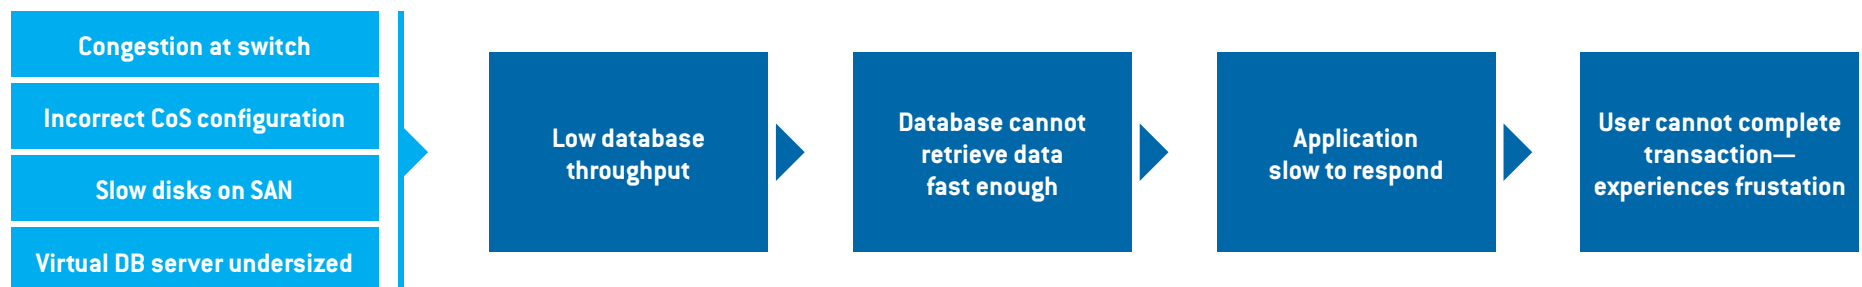 Congestion at switch
Incorrect CoS configuration
Slow disks on SAN
Virtual DB server undersized
Low database
throughput
Database cannot
retrieve data
fast enough
Application
slow to respond
User cannot complete
transaction—
experiences frustation